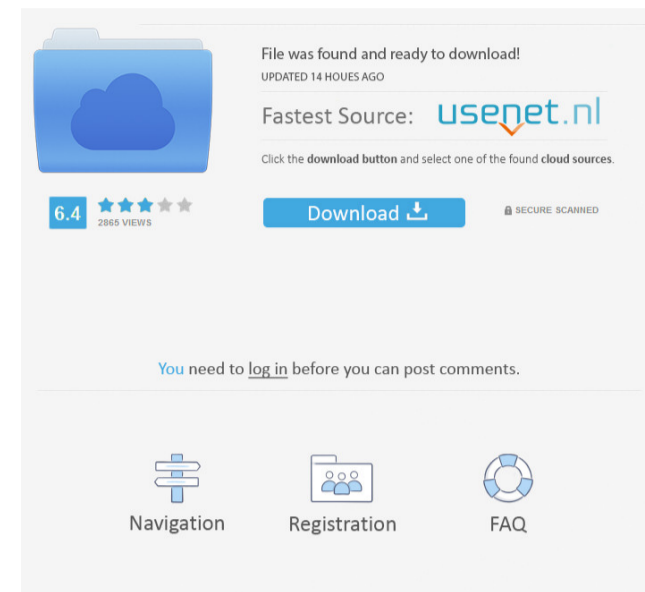 File was found and ready to download!
UPDATED 14 HOUES AGO
Fastest Source: usenet.nl
Click the download button and select one of the found cloud sources.
6.4
2865 VIEWS
Download
SECURE SCANNED
You need to log in before you can post comments.
Navigation
Registration
FAQ